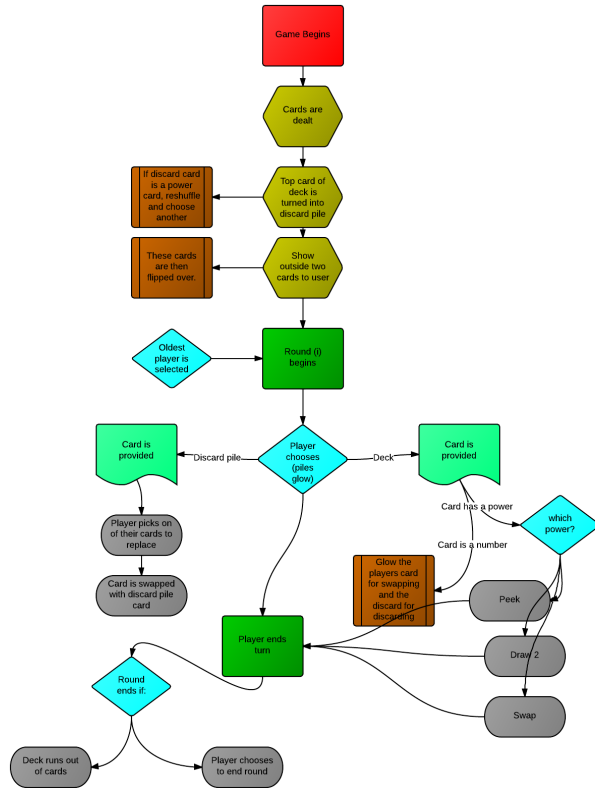 Game Begins
Cards are
dealt
If discard card
is a power
card, reshuffle
and choose
another
Top card of
deck is
turned into
discard pile
These cards
are then
flipped over.
Show
outside two
cards to user
Oldest
player is
selected
Round (i)
begins
Card is
provided
Discard pile
Player
chooses
(piles
glow)
Deck
Card is
provided
Card has a power
which
power?
Player picks on
of their cards to
replace
Card is a number
Card is swapped
with discard pile
card
Glow the
players card
for swapping
and the
discard for
discarding
Peek
Player ends
turn
Draw 2
Round
ends if:
Swap
Deck runs out
of cards
Player chooses
to end round